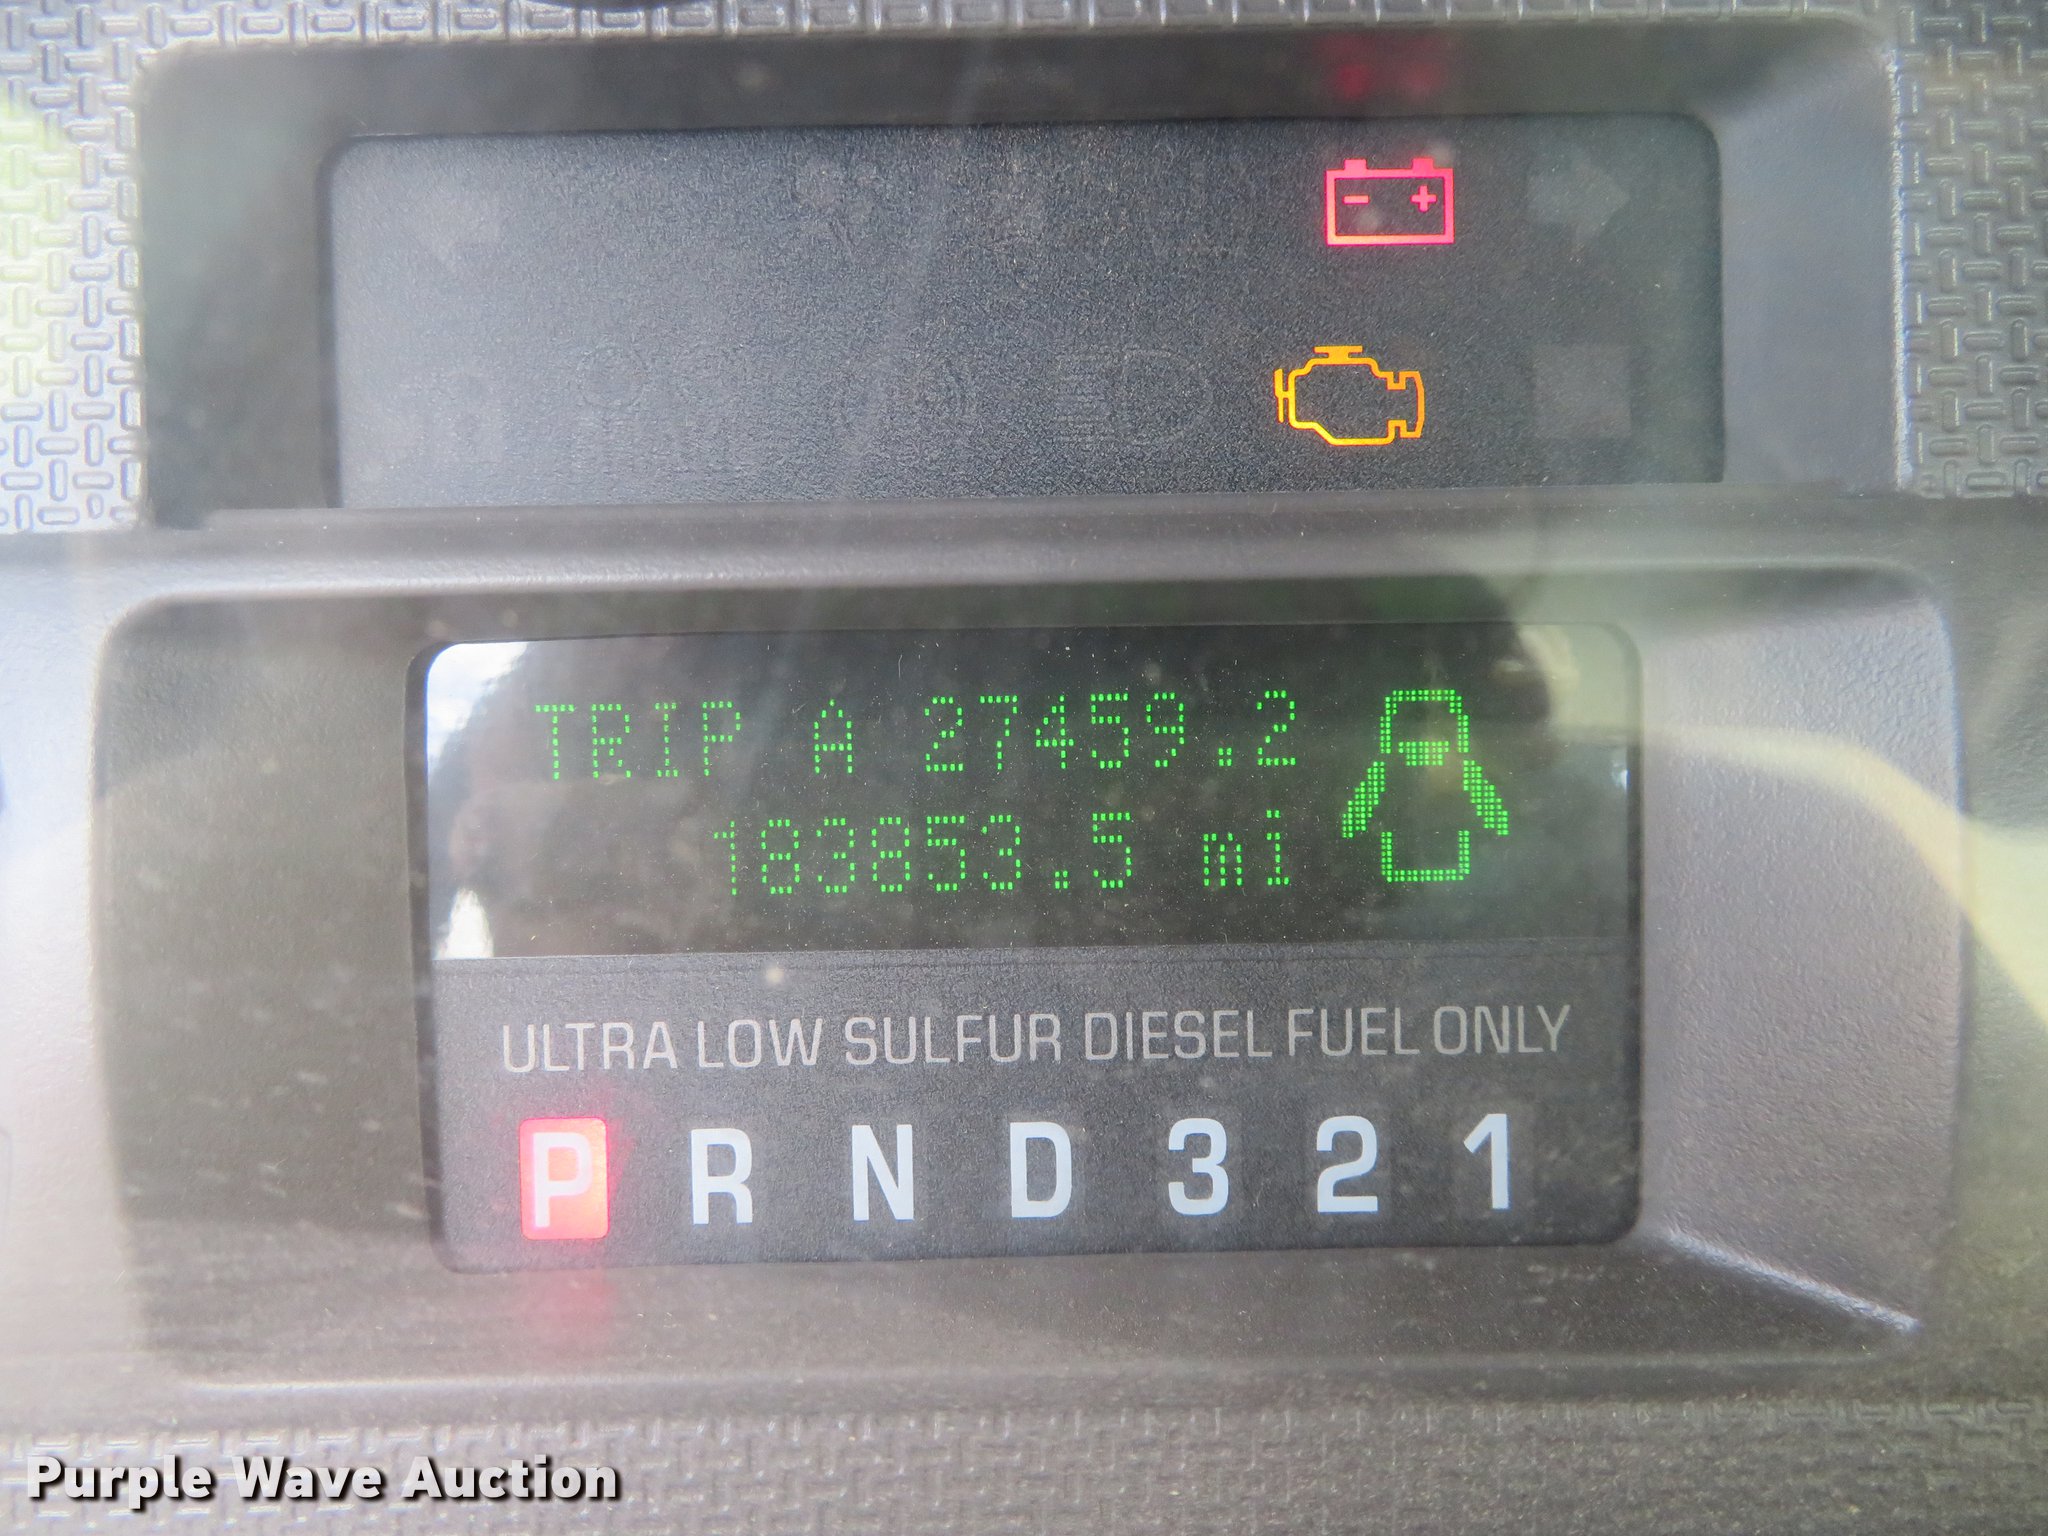 TRIP A 27459.2
183853.5 mi
ULTRA LOW SULFUR DIESEL FUEL ONLY
P R N D 3 2 1
Purple Wave Auction